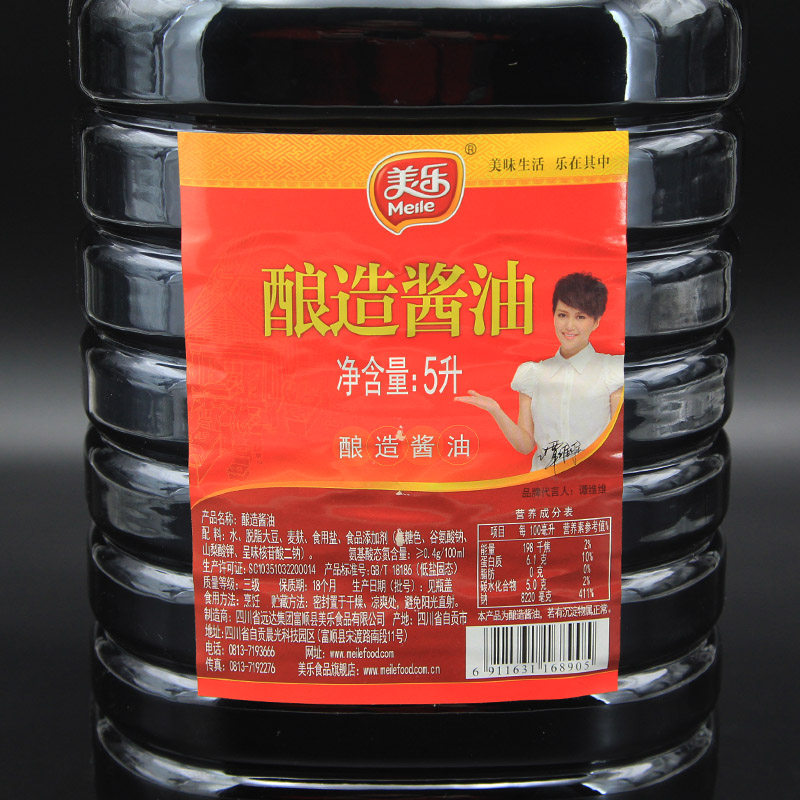 美乐
Meile
®
美味生活 乐在其中
酿造酱油
净含量:5升
酿造酱油
品牌代言人:谭维维
产品名称:酿造酱油
配 料:水、脱脂大豆、麦麸、食用盐、食品添加剂(焦糖色、谷氨酸钠、
山梨酸钾、呈味核苷酸二钠)。 氨基酸态氮含量:≥0.4g/100ml
生产许可证:SC10351032200014 产品标准号:GB/T 18186(低盐固态)
质量等级:三级 保质期:18个月 生产日期(批号):见瓶盖
食用方法:烹饪 贮藏方法:密封置于干燥、凉爽处,避免阳光直射。
制造商:四川省远达集团富顺县美乐食品有限公司 产地:四川省自贡市
地址:四川省自贡晨光科技园区(富顺县宋渡路南段11号)
电话:0813-7193666 网址:www.meilefood.com
传真:0813-7192276 美乐食品旗舰店:www.meilefood.com.cn
营养成分表
项目 每 100毫升 营养素参考值%
能量 198 千焦 2%
蛋白质 6.1 克 10%
脂肪 0 克 0%
碳水化合物 5.0 克 2%
钠 8220 毫克 411%
本产品为酿造酱油,若有沉淀物属正常。
6 911631 168905